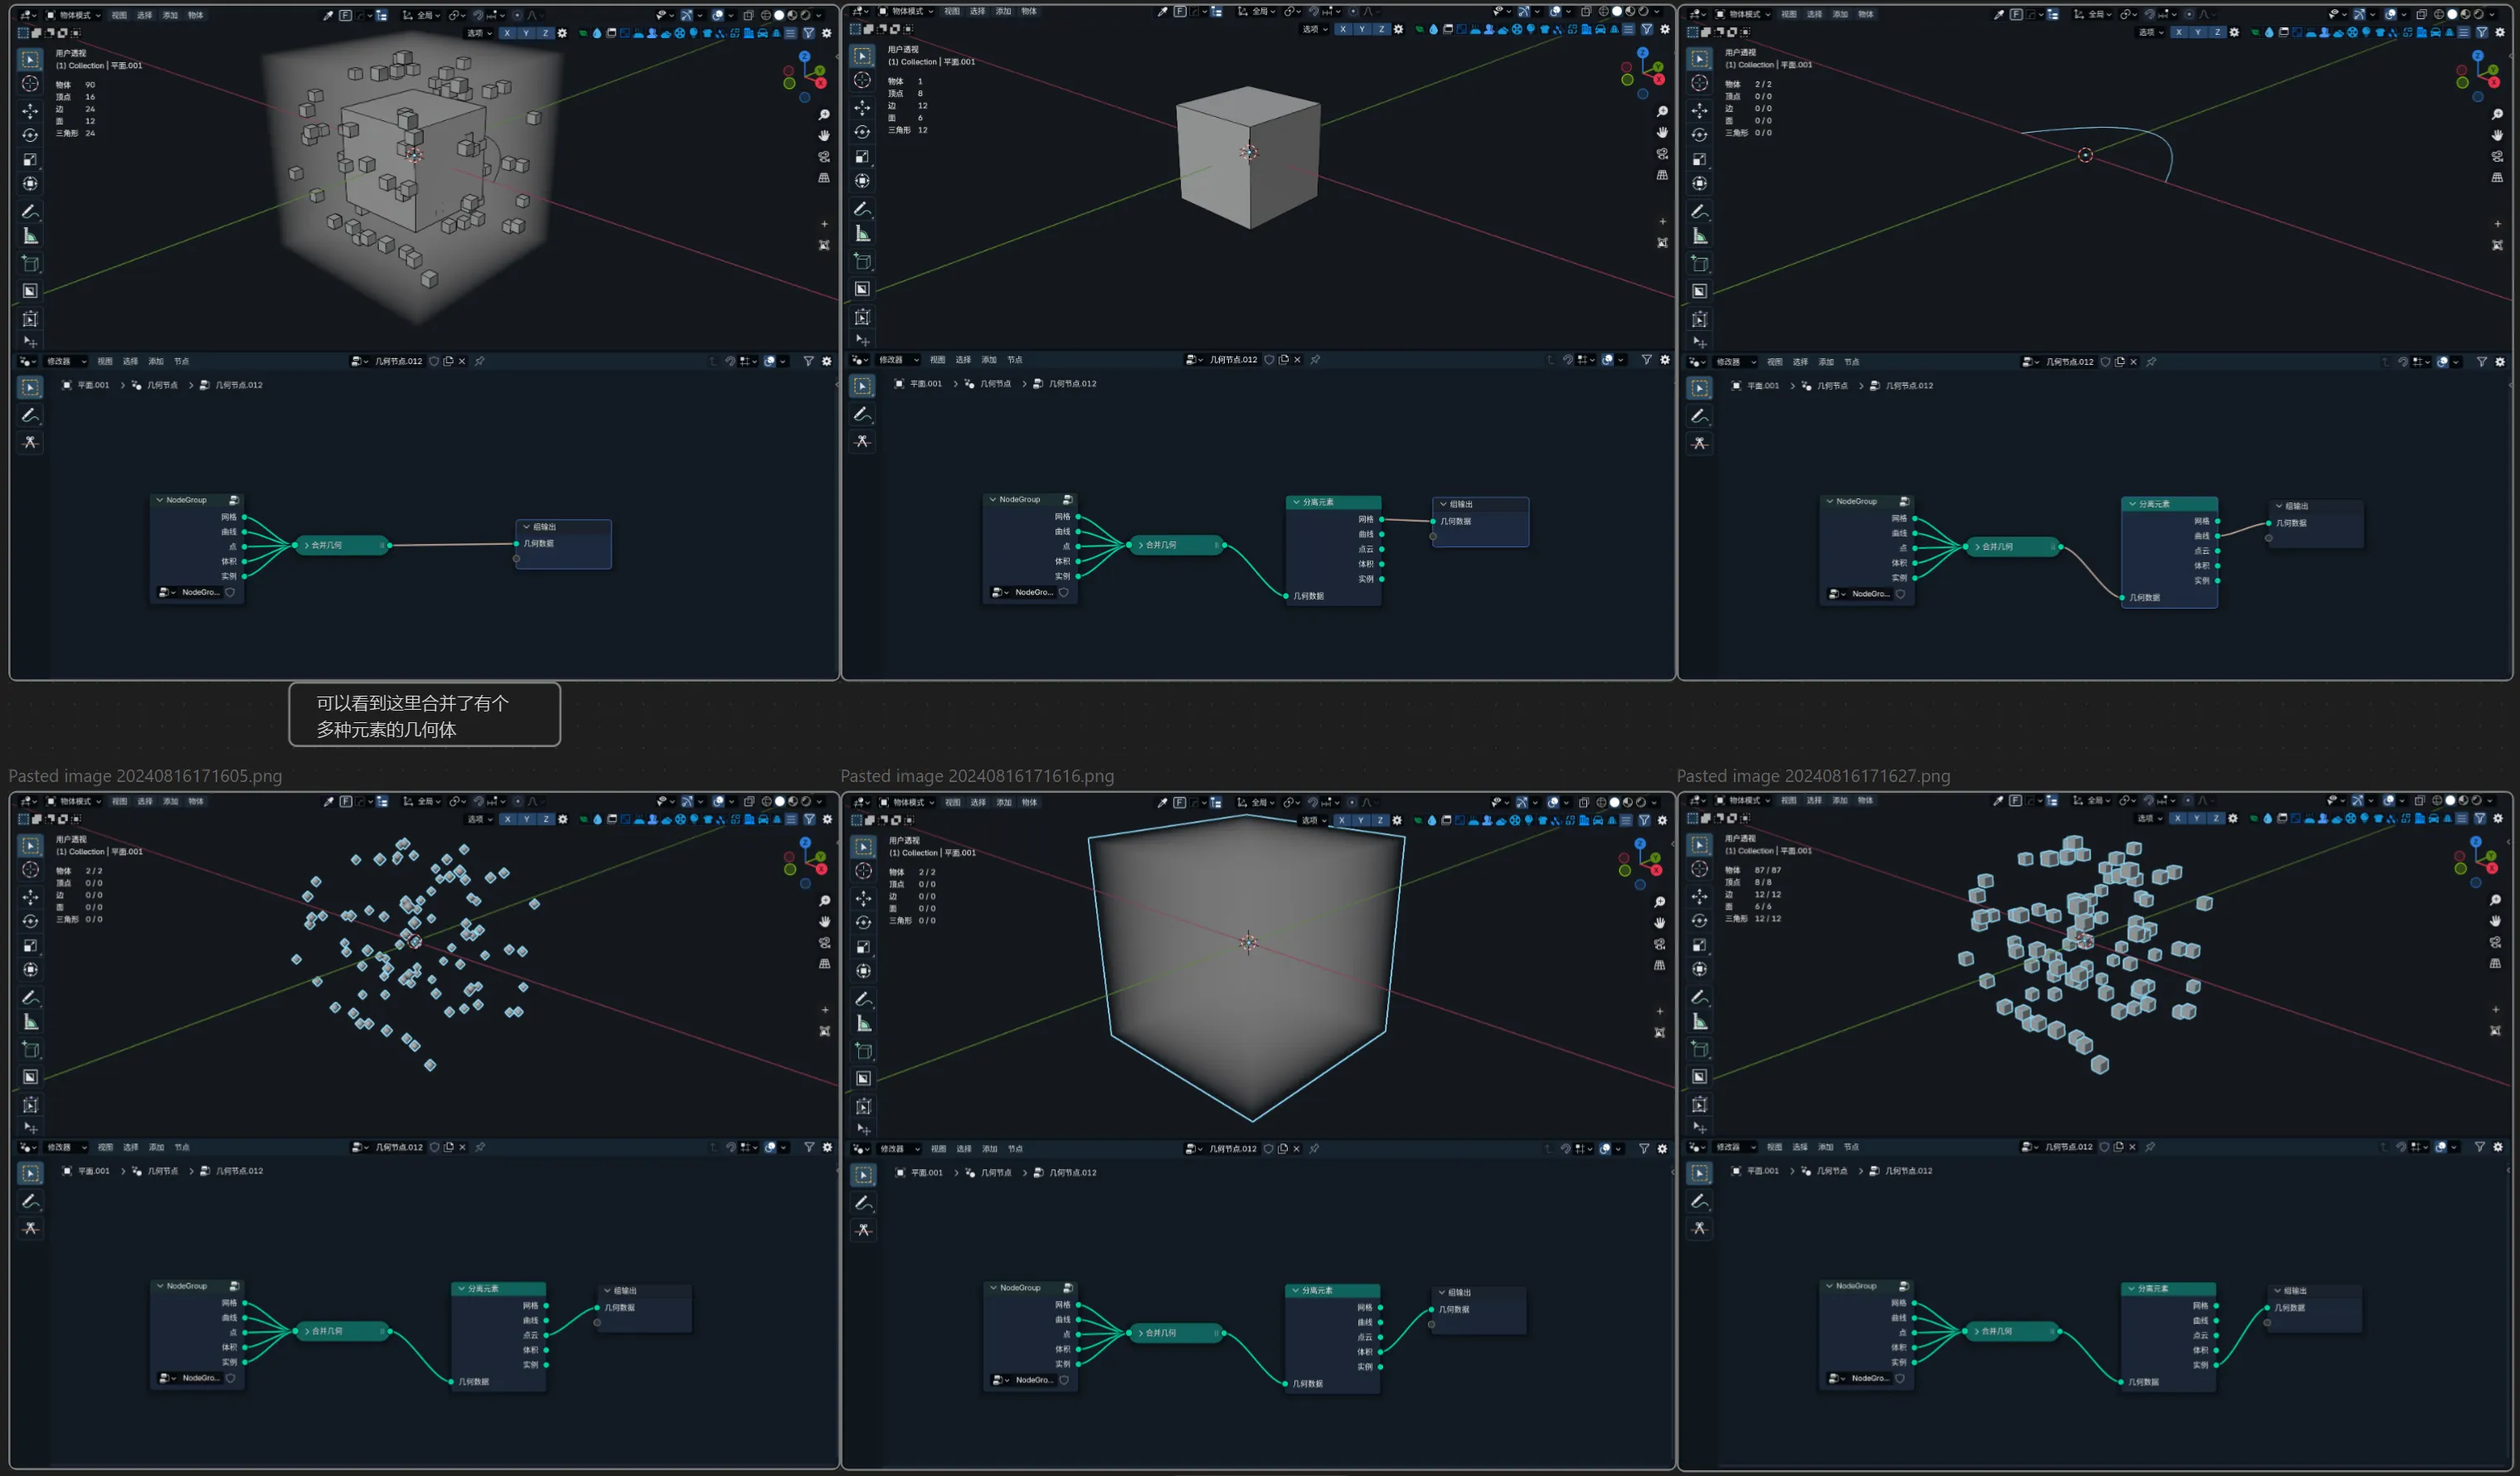 物体模式 视图 选择 添加 物体
全局
选项 X Y Z
用户透视
(1) Collection | 平面.001
物体 90
顶点 16
边 24
面 12
三角形 24
修改器 视图 选择 添加 节点
几何节点.012
平面.001 > 几何节点 > 几何节点.012
NodeGroup
网格
曲线
点
体积
实例
NodeGro...
合并几何
组输出
几何数据
物体模式 视图 选择 添加 物体
全局
选项 X Y Z
用户透视
(1) Collection | 平面.001
物体 1
顶点 8
边 12
面 6
三角形 12
修改器 视图 选择 添加 节点
几何节点.012
平面.001 > 几何节点 > 几何节点.012
NodeGroup
网格
曲线
点
体积
实例
NodeGro...
合并几何
分离元素
网格
曲线
点云
体积
实例
几何数据
组输出
几何数据
物体模式 视图 选择 添加 物体
全局
选项 X Y Z
用户透视
(1) Collection | 平面.001
物体 2/2
顶点 0/0
边 0/0
面 0/0
三角形 0/0
修改器 视图 选择 添加 节点
几何节点.012
平面.001 > 几何节点 > 几何节点.012
NodeGroup
网格
曲线
点
体积
实例
NodeGro...
合并几何
分离元素
网格
曲线
点云
体积
实例
几何数据
组输出
几何数据
可以看到这里合并了有个
多种元素的几何体
Pasted image 20240816171605.png
物体模式 视图 选择 添加 物体
全局
选项 X Y Z
用户透视
(1) Collection | 平面.001
物体 2/2
顶点 0/0
边 0/0
面 0/0
三角形 0/0
修改器 视图 选择 添加 节点
几何节点.012
平面.001 > 几何节点 > 几何节点.012
NodeGroup
网格
曲线
点
体积
实例
NodeGro...
合并几何
分离元素
网格
曲线
点云
体积
实例
几何数据
组输出
几何数据
Pasted image 20240816171616.png
物体模式 视图 选择 添加 物体
全局
选项 X Y Z
用户透视
(1) Collection | 平面.001
物体 2/2
顶点 0/0
边 0/0
面 0/0
三角形 0/0
修改器 视图 选择 添加 节点
几何节点.012
平面.001 > 几何节点 > 几何节点.012
NodeGroup
网格
曲线
点
体积
实例
NodeGro...
合并几何
分离元素
网格
曲线
点云
体积
实例
几何数据
组输出
几何数据
Pasted image 20240816171627.png
物体模式 视图 选择 添加 物体
全局
选项 X Y Z
用户透视
(1) Collection | 平面.001
物体 87/87
顶点 8/8
边 12/12
面 6/6
三角形 12/12
修改器 视图 选择 添加 节点
几何节点.012
平面.001 > 几何节点 > 几何节点.012
NodeGroup
网格
曲线
点
体积
实例
NodeGro...
合并几何
分离元素
网格
曲线
点云
体积
实例
几何数据
组输出
几何数据